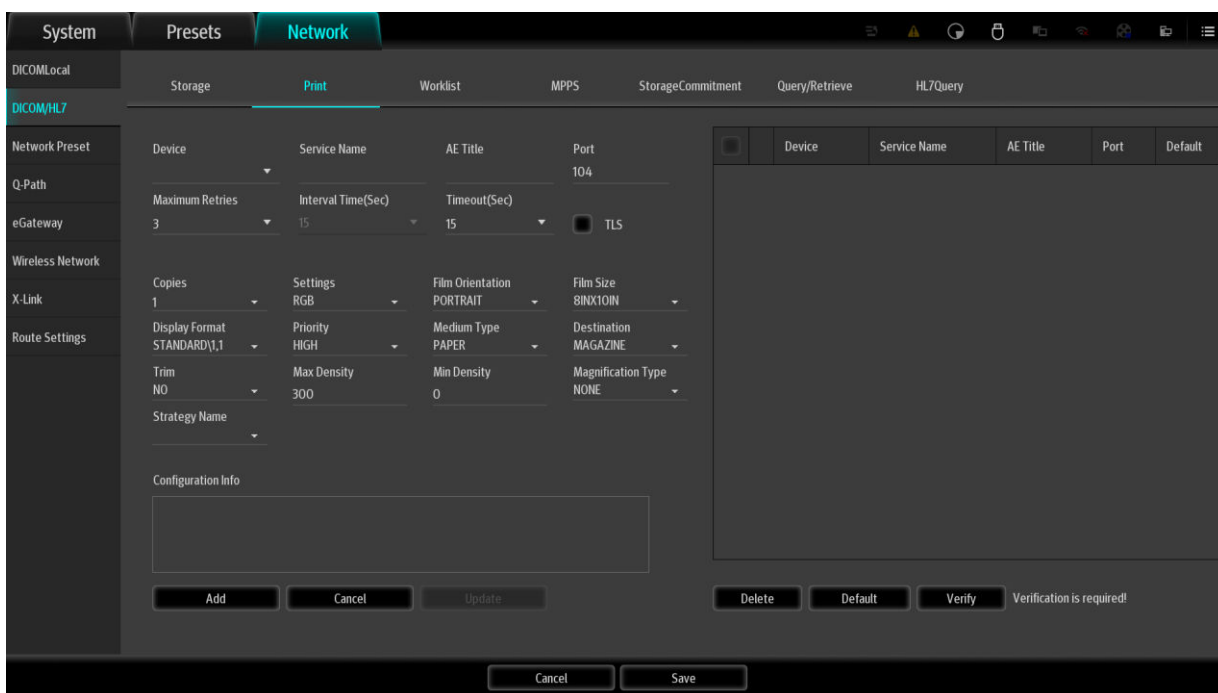 System Presets Network
DICOMLocal
DICOM/HL7
Network Preset
Q-Path
eGateway
Wireless Network
X-Link
Route Settings
Storage Print Worklist MPPS StorageCommitment Query/Retrieve HL7Query
Device Service Name AE Title Port
104
Maximum Retries Interval Time(Sec) Timeout(Sec)
3 15 15 TLS
Copies Settings Film Orientation Film Size
1 RGB PORTRAIT 8INX10IN
Display Format Priority Medium Type Destination
STANDARD\1,1 HIGH PAPER MAGAZINE
Trim Max Density Min Density Magnification Type
NO 300 0 NONE
Strategy Name
Configuration Info
Add Cancel Update
Device Service Name AE Title Port Default
Delete Default Verify Verification is required!
Cancel Save